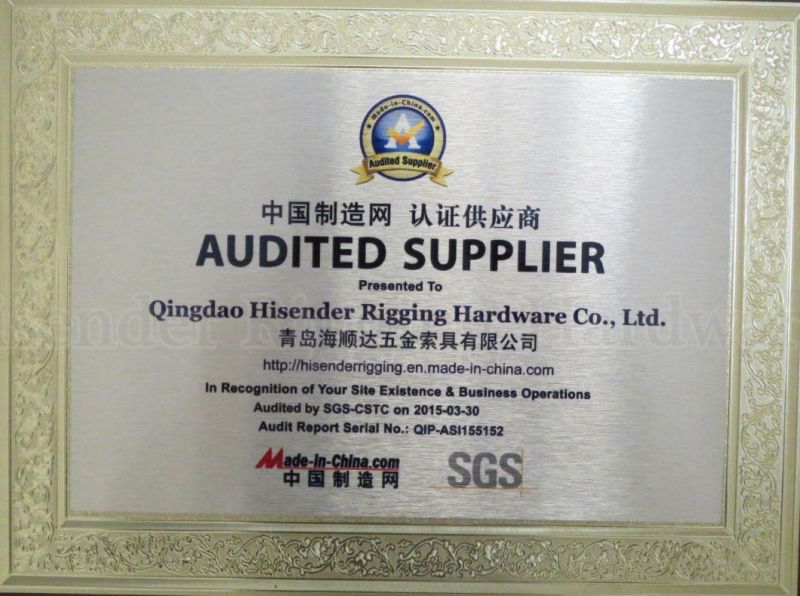 Made-in-China.com
Audited Supplier
中国制造网 认证供应商
AUDITED SUPPLIER
Presented To
Qingdao Hisender Rigging Hardware Co., Ltd.
青岛海顺达五金索具有限公司
http://hisenderrigging.en.made-in-china.com
In Recognition of Your Site Existence & Business Operations
Audited by SGS-CSTC on 2015-03-30
Audit Report Serial No.: QIP-ASI155152
Made-in-China.com
中国制造网
SGS